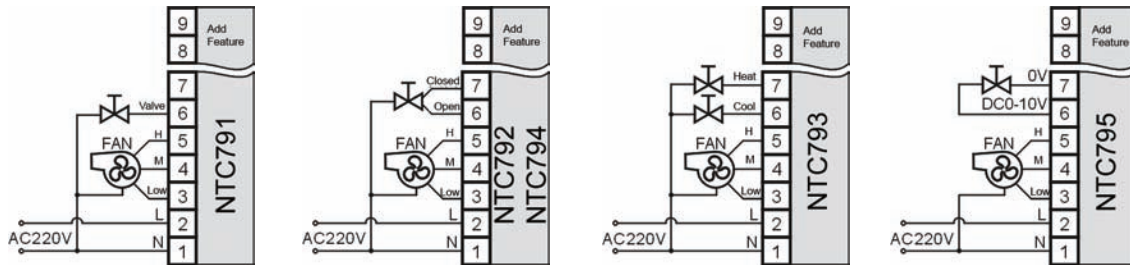 9 Add
8 Feature
7
Valve 6
FAN H 5
M 4
Low 3
L 2
AC220V N 1
NTC791
9 Add
8 Feature
Closed 7
Open 6
FAN H 5
M 4
Low 3
L 2
AC220V N 1
NTC792
NTC794
9 Add
8 Feature
Heat 7
Cool 6
FAN H 5
M 4
Low 3
L 2
AC220V N 1
NTC793
9 Add
8 Feature
0V 7
DC0-10V 6
FAN H 5
M 4
Low 3
L 2
AC220V N 1
NTC795